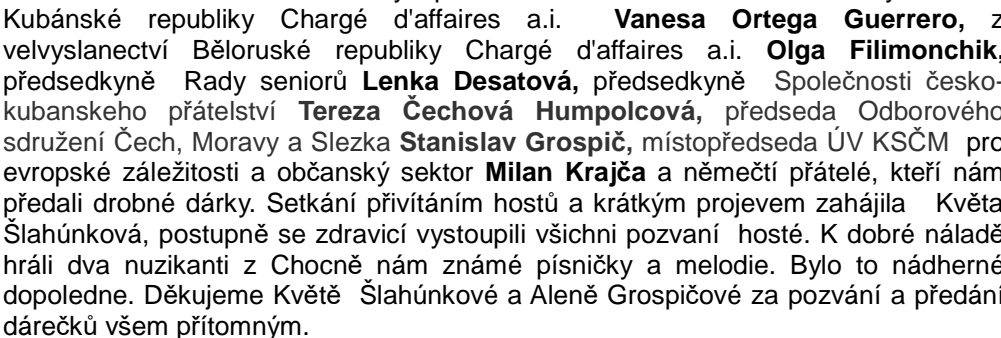 Kubánské republiky Chargé d'affaires a.i. Vanesa Ortega Guerrero, z
velvyslanectví Běloruské republiky Chargé d'affaires a.i. Olga Filimonchik,
předsedkyně Rady seniorů Lenka Desatová, předsedkyně Společnosti česko-
kubanskeho přátelství Tereza Čechová Humpolcová, předseda Odborového
sdružení Čech, Moravy a Slezka Stanislav Grospič, místopředseda ÚV KSČM pro
evropské záležitosti a občanský sektor Milan Krajča a němečtí přátelé, kteří nám
předali drobné dárky. Setkání přivítáním hostů a krátkým projevem zahájila Květa
Šlahúnková, postupně se zdravicí vystoupili všichni pozvaní hosté. K dobré náladě
hráli dva nuzikanti z Chocně nám známé písničky a melodie. Bylo to nádherné
dopoledne. Děkujeme Květě Šlahúnkové a Aleně Grospičové za pozvání a předání
dárečků všem přítomným.